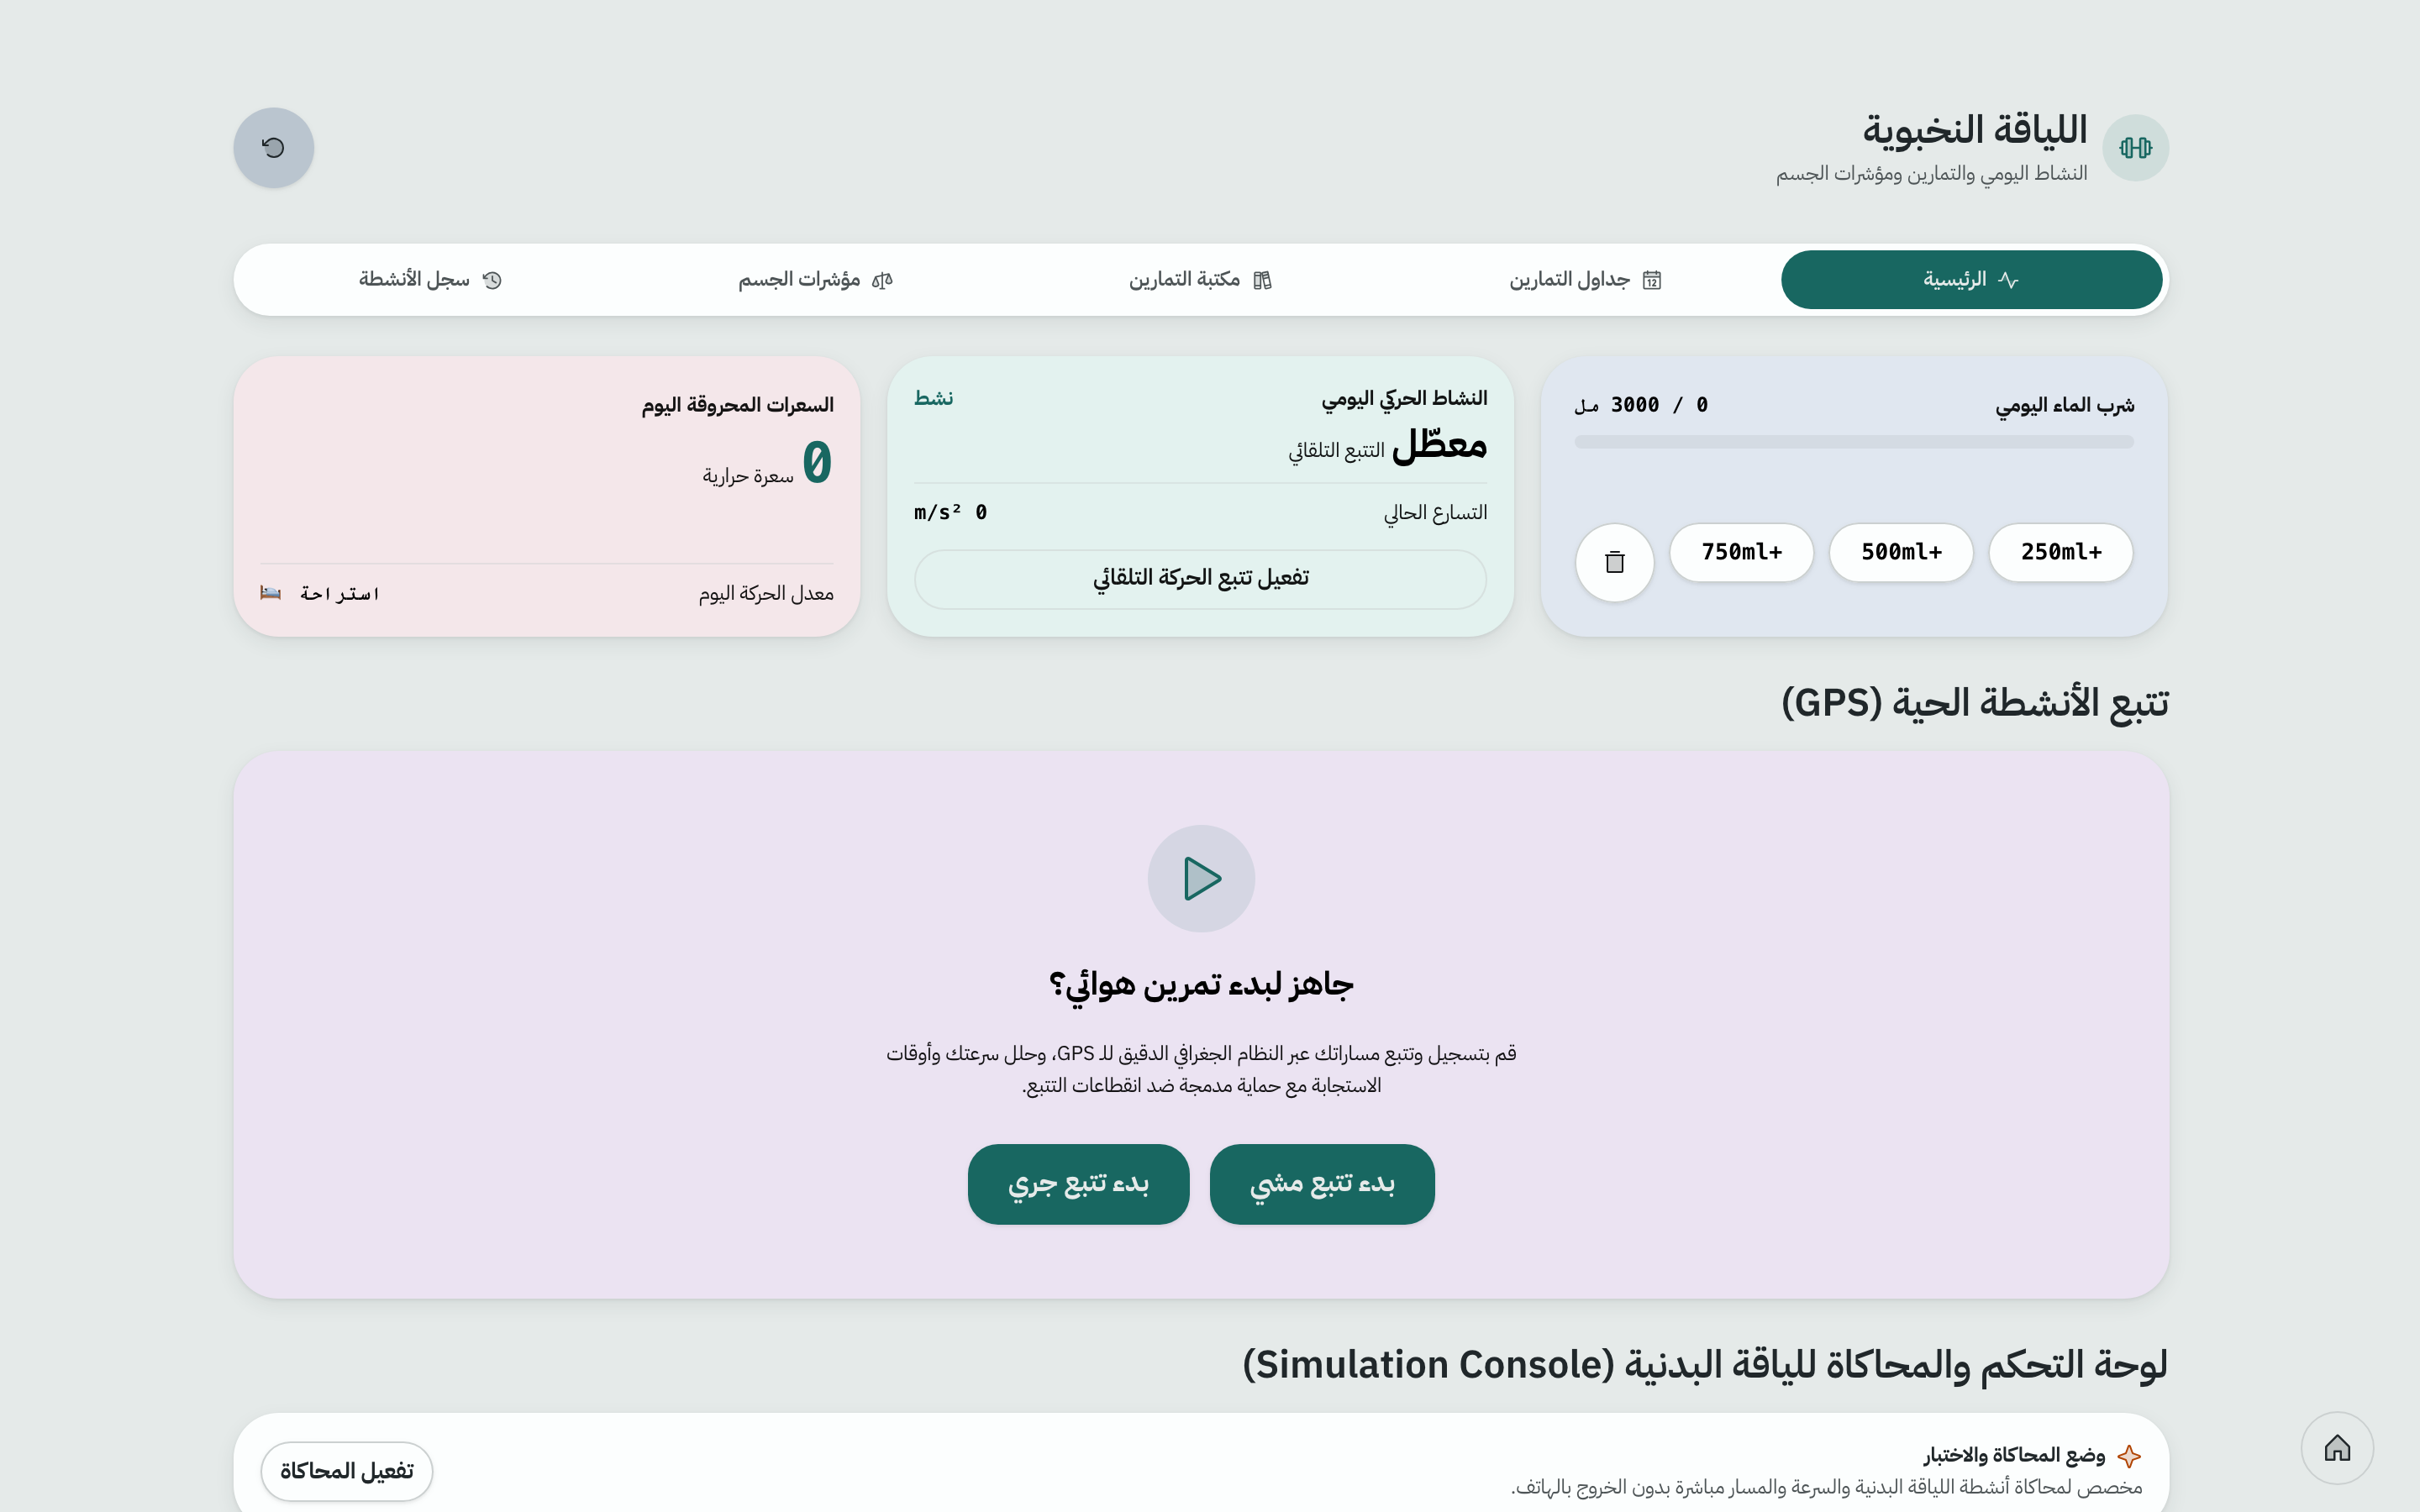 اللياقة النخبوية
النشاط اليومي والتمارين ومؤشرات الجسم
الرئيسية
جداول التمارين
مكتبة التمارين
مؤشرات الجسم
سجل الأنشطة
شرب الماء اليومي
0 / 3000 مل
+250ml
+500ml
+750ml
النشاط الحركي اليومي
نشط
معطّل التتبع التلقائي
التسارع الحالي
0 m/s²
تفعيل تتبع الحركة التلقائي
السعرات المحروقة اليوم
0 سعرة حرارية
معدل الحركة اليوم
استراحة 🛌
تتبع الأنشطة الحية (GPS)
جاهز لبدء تمرين هوائي؟
قم بتسجيل وتتبع مساراتك عبر النظام الجغرافي الدقيق للـ GPS، وحلل سرعتك وأوقات
الاستجابة مع حماية مدمجة ضد انقطاعات التتبع.
بدء تتبع مشي
بدء تتبع جري
لوحة التحكم والمحاكاة للياقة البدنية (Simulation Console)
وضع المحاكاة والاختبار
مخصص لمحاكاة أنشطة اللياقة البدنية والسرعة والمسار مباشرة بدون الخروج بالهاتف.
تفعيل المحاكاة